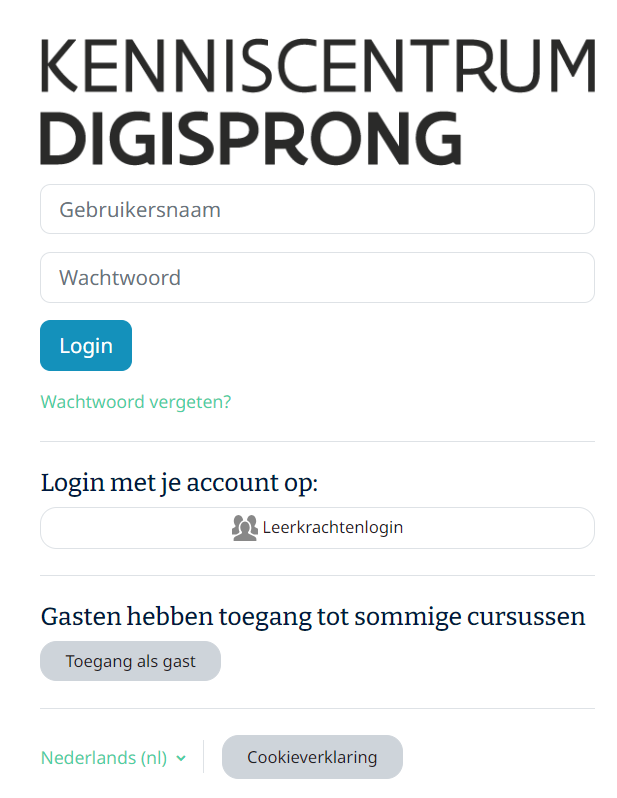 KENNISCENTRUM
DIGISPRONG
Gebruikersnaam
Wachtwoord
Login
Wachtwoord vergeten?
Login met je account op:
Leerkrachtenlogin
Gasten hebben toegang tot sommige cursussen
Toegang als gast
Nederlands (nl)
Cookieverklaring